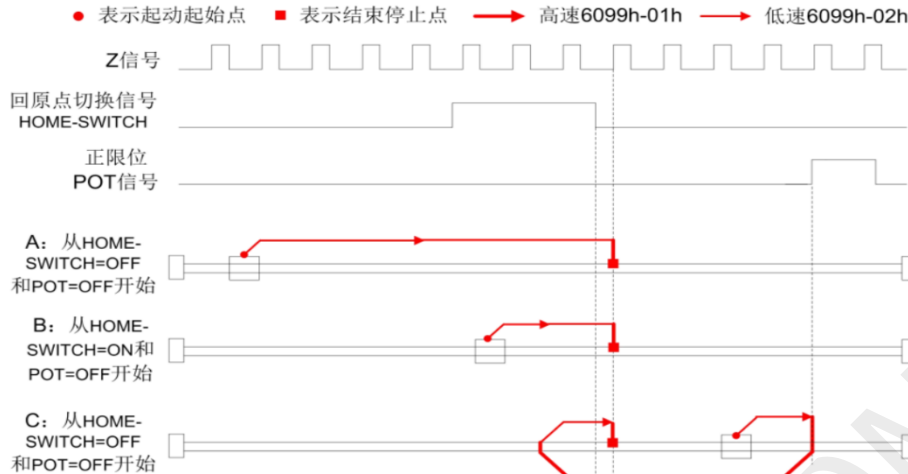 表示起动起始点 表示结束停止点 高速6099h-01h 低速6099h-02h
Z信号
回原点切换信号
HOME-SWITCH
正限位
POT信号
A：从HOME-
SWITCH=OFF
和POT=OFF开始
B：从HOME-
SWITCH=ON和
POT=OFF开始
C：从HOME-
SWITCH=OFF
和POT=OFF开始